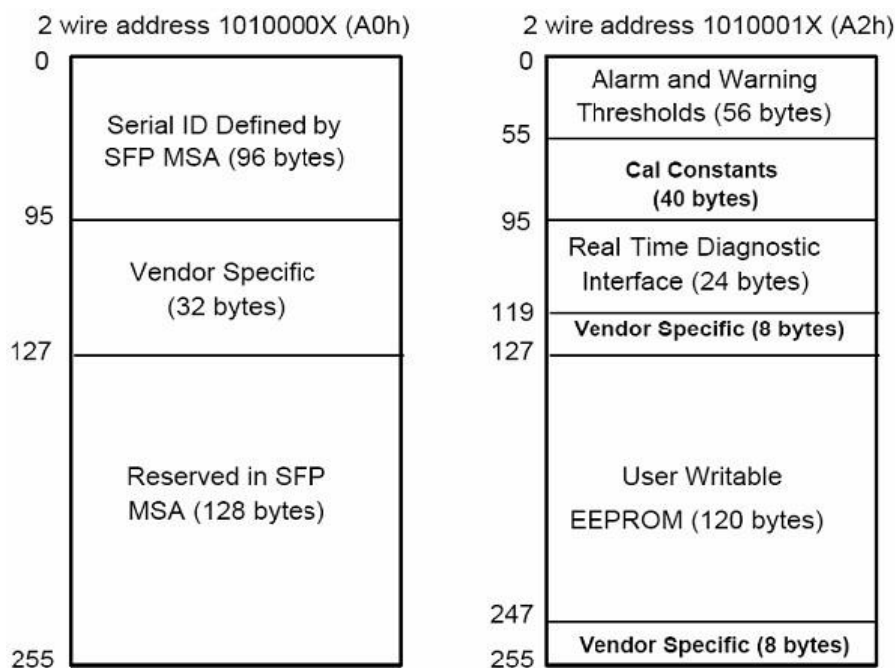 2 wire address 1010000X (A0h)
0
Serial ID Defined by
SFP MSA (96 bytes)
95
Vendor Specific
(32 bytes)
127
Reserved in SFP
MSA (128 bytes)
255
2 wire address 1010001X (A2h)
0
Alarm and Warning
Thresholds (56 bytes)
55
Cal Constants
(40 bytes)
95
Real Time Diagnostic
Interface (24 bytes)
119
Vendor Specific (8 bytes)
127
User Writable
EEPROM (120 bytes)
247
Vendor Specific (8 bytes)
255